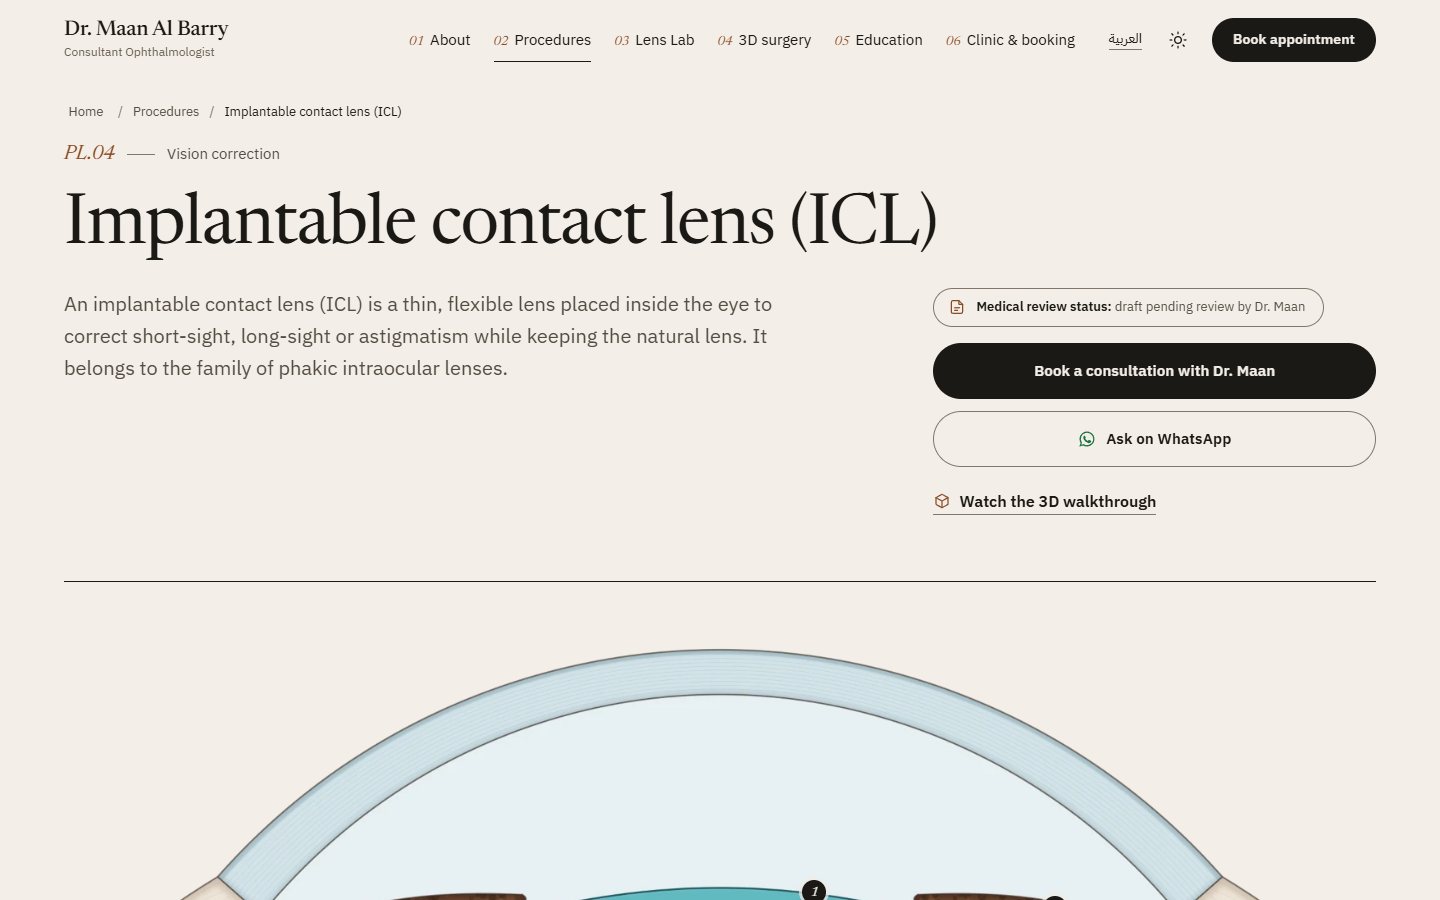 Dr. Maan Al Barry
Consultant Ophthalmologist
01 About
02 Procedures
03 Lens Lab
04 3D surgery
05 Education
06 Clinic & booking
العربية
Book appointment
Home / Procedures / Implantable contact lens (ICL)
PL.04 — Vision correction
Implantable contact lens (ICL)
An implantable contact lens (ICL) is a thin, flexible lens placed inside the eye to
correct short-sight, long-sight or astigmatism while keeping the natural lens. It
belongs to the family of phakic intraocular lenses.
Medical review status: draft pending review by Dr. Maan
Book a consultation with Dr. Maan
Ask on WhatsApp
Watch the 3D walkthrough
1